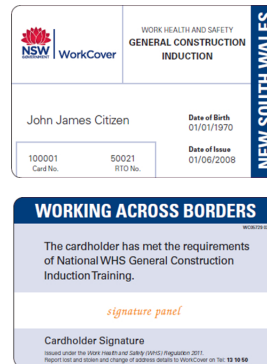 WORK HEALTH AND SAFETY
GENERAL CONSTRUCTION
INDUCTION
NSW
GOVERNMENT
WorkCover
NEW SOUTH WALES
John James Citizen
Date of Birth
01/01/1970
Date of Issue
01/06/2008
100001
50021
Card No.
RTO No.
WORKING ACROSS BORDERS
The cardholder has met the requirements
of National WHS General Construction
Induction Training.
signature panel
Cardholder Signature
Issued under the Work Health and Safety (WHS) Regulation 2011.
Report lost and stolen and change of address details to WorkCover on Tel: 13 10 50